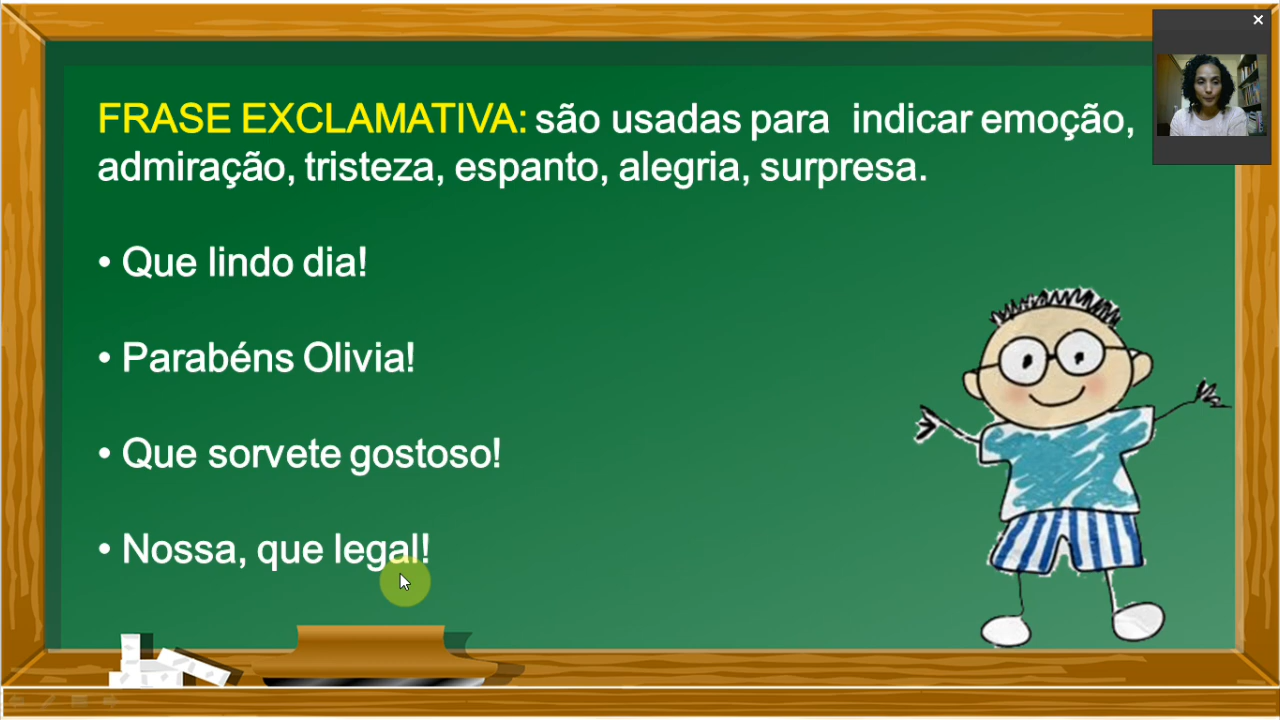 FRASE EXCLAMATIVA: são usadas para indicar emoção,
admiração, tristeza, espanto, alegria, surpresa.
• Que lindo dia!
• Parabéns Olivia!
• Que sorvete gostoso!
• Nossa, que legal!